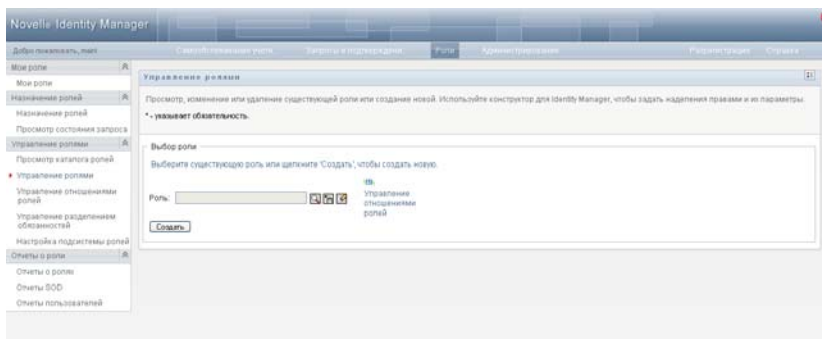 Novell® Identity Manager
Добро пожаловать, mani
Самообслуживание учетн.
Запросы и подтвержден.
Роли
Администрирование
Разрегистрация
Справка
Мои роли
Мои роли
Назначение ролей
Назначение ролей
Просмотр состояния запроса
Управление ролями
Просмотр каталога ролей
Управление ролями
Управление отношениями
ролей
Управление разделением
обязанностей
Настройка подсистемы ролей
Отчеты о роли
Отчеты о ролях
Отчеты SOD
Отчеты пользователей
Управление ролями
Просмотр, изменение или удаление существующей роли или создание новой. Используйте конструктор для Identity Manager, чтобы задать наделения правами и их параметры.
* - указывает обязательность.
Выбор роли
Выберите существующую роль или щелкните 'Создать', чтобы создать новую.
Роль:
Управление
отношениями
ролей
Создать